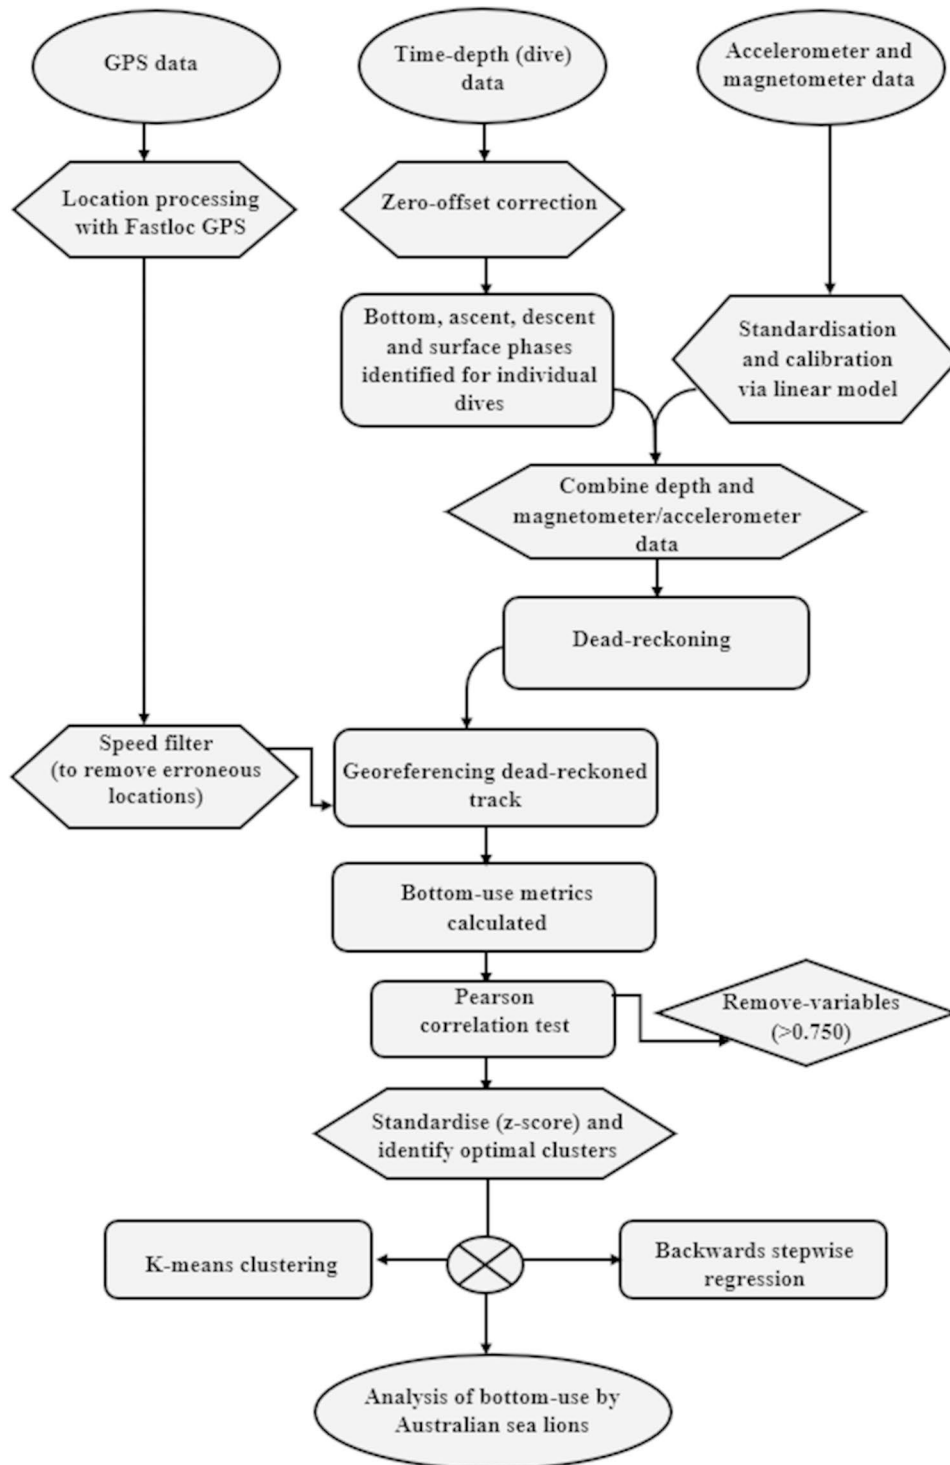 GPS data
Time-depth (dive)
data
Accelerometer and
magnetometer data
Location processing
with Fastloc GPS
Zero-offset correction
Bottom, ascent, descent
and surface phases
identified for individual
dives
Standardisation
and calibration
via linear model
Combine depth and
magnetometer/accelerometer
data
Dead-reckoning
Speed filter
(to remove erroneous
locations)
Georeferencing dead-reckoned
track
Bottom-use metrics
calculated
Pearson
correlation test
Remove-variables
(>0.750)
Standardise (z-score) and
identify optimal clusters
K-means clustering
Backwards stepwise
regression
Analysis of bottom-use by
Australian sea lions